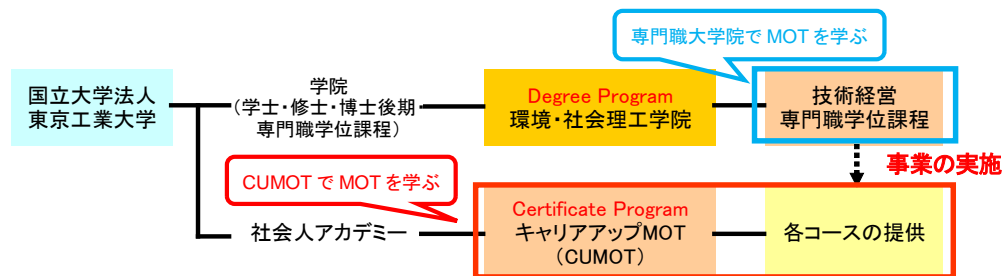 専門職大学院で MOT を学ぶ
国立大学法人
東京工業大学
学院
(学士・修士・博士後期・
専門職学位課程)
Degree Program
環境・社会理工学院
技術経営
専門職学位課程
事業の実施
CUMOT で MOT を学ぶ
社会人アカデミー
Certificate Program
キャリアアップMOT
(CUMOT)
各コースの提供